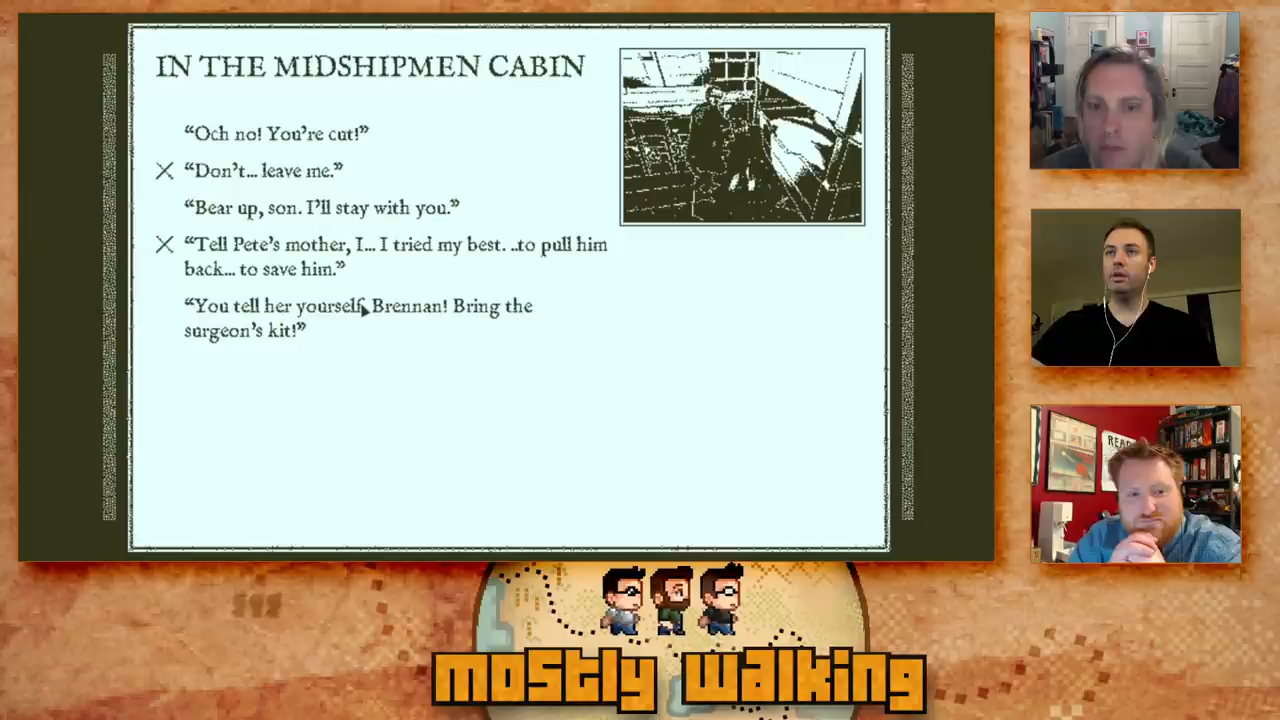 IN THE MIDSHIPMEN CABIN
“Och no! You’re cut!”
“Don’t... leave me.”
“Bear up, son. I’ll stay with you.”
“Tell Pete’s mother, I... I tried my best. ..to pull him
back... to save him.”
“You tell her yourself, Brennan! Bring the
surgeon’s kit!”
READ
mostly walking